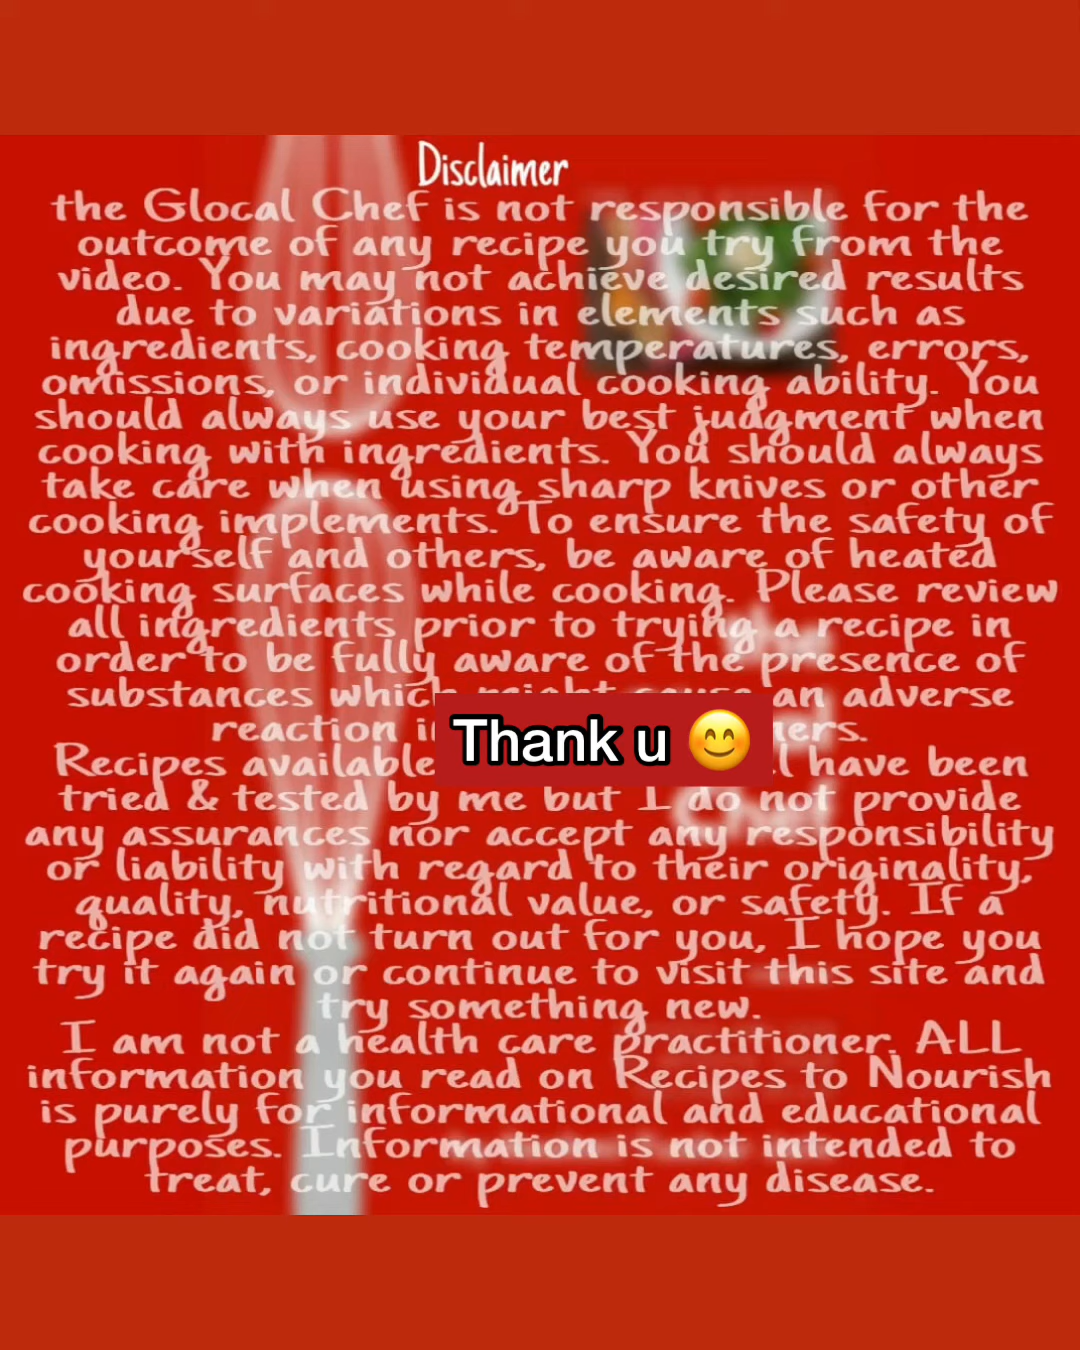 Disclaimer
the Glocal Chef is not responsible for the
outcome of any recipe you try from the
video. You may not achieve desired results
due to variations in elements such as
ingredients, cooking temperatures, errors,
omissions, or individual cooking ability. You
should always use your best judgment when
cooking with ingredients. You should always
take care when using sharp knives or other
cooking implements. To ensure the safety of
yourself and others, be aware of heated
cooking surfaces while cooking. Please review
all ingredients prior to trying a recipe in
order to be fully aware of the presence of
substances which might cause an adverse
reaction
Thank u 😊
Recipes available have been
tried & tested by me but I do not provide
any assurances nor accept any responsibility
or liability with regard to their originality,
quality, nutritional value, or safety. If a
recipe did not turn out for you, I hope you
try it again or continue to visit this site and
try something new.
I am not a health care practitioner. ALL
information you read on Recipes to Nourish
is purely for informational and educational
purposes. Information is not intended to
treat, cure or prevent any disease.